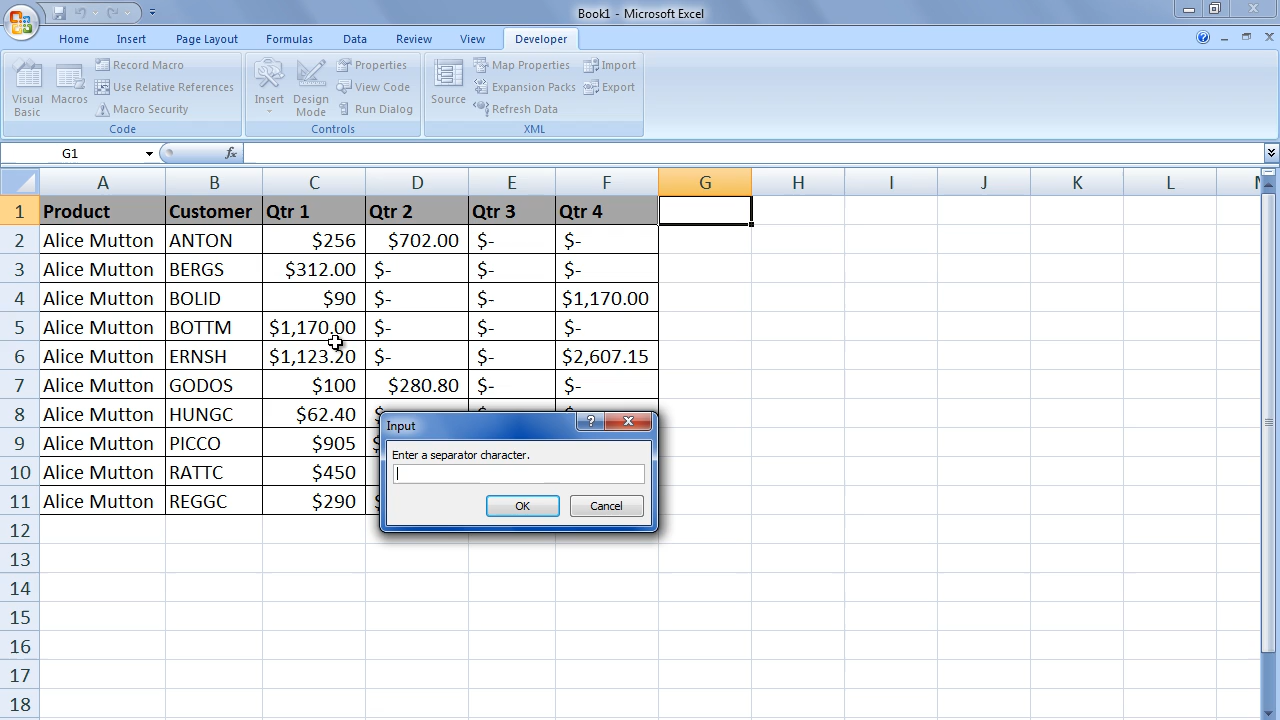 Book1 - Microsoft Excel
Home Insert Page Layout Formulas Data Review View Developer
Visual Basic
Macros
Record Macro
Use Relative References
Macro Security
Code
Insert
Design Mode
Properties
View Code
Run Dialog
Controls
Source
Map Properties
Expansion Packs
Refresh Data
Import
Export
XML
G1 fx
A B C D E F G H I J K L
1 Product Customer Qtr 1 Qtr 2 Qtr 3 Qtr 4
2 Alice Mutton ANTON $256 $702.00 $- $-
3 Alice Mutton BERGS $312.00 $- $- $-
4 Alice Mutton BOLID $90 $- $- $1,170.00
5 Alice Mutton BOTTM $1,170.00 $- $- $-
6 Alice Mutton ERNSH $1,123.20 $- $- $2,607.15
7 Alice Mutton GODOS $100 $280.80 $- $-
8 Alice Mutton HUNGC $62.40
9 Alice Mutton PICCO $905
10 Alice Mutton RATTC $450
11 Alice Mutton REGGC $290
12
13
14
15
16
17
18
Input
Enter a separator character.
OK Cancel